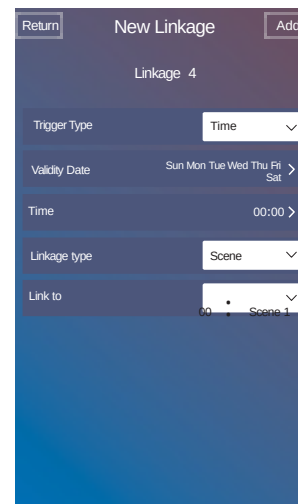 Return New Linkage Add
Linkage 4
Trigger Type Time
Validity Date Sun Mon Tue Wed Thu Fri
Sat
Time 00:00
Linkage type Scene
Link to
00 : Scene 1